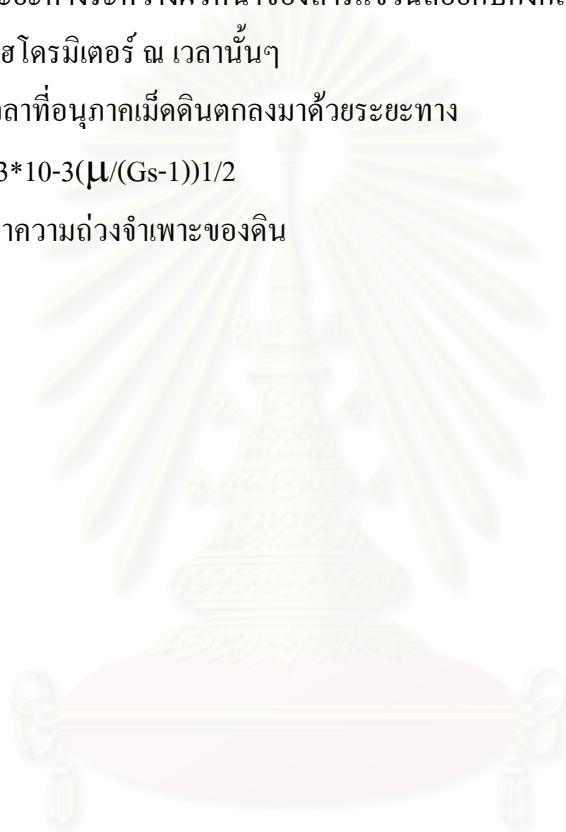 ฮโดรมิเตอร์ ณ เวลานั้นๆ
วลาที่อนุภาคเม็ดดินตกลงมาด้วยระยะทาง
3*10-3(μ/(Gs-1))1/2
าความถ่วงจำเพาะของดิน